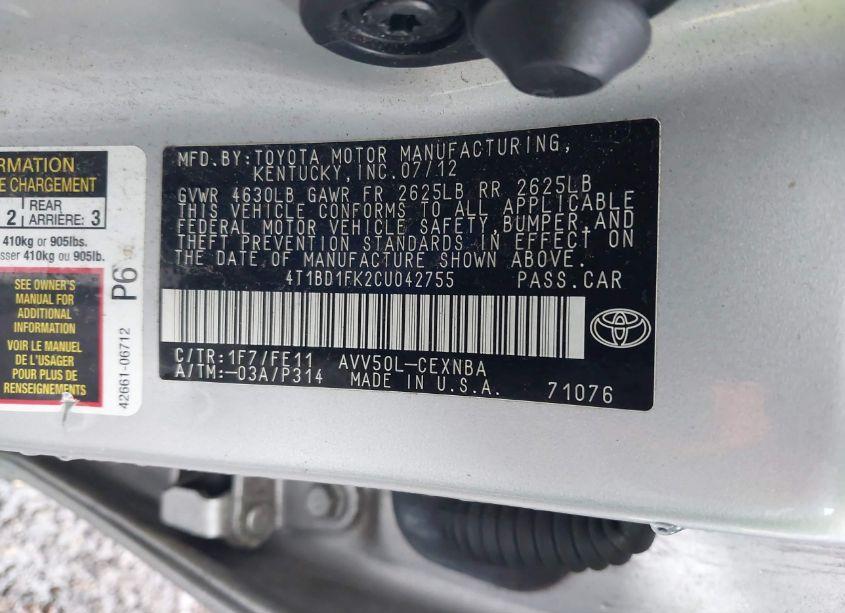 RMATION
E CHARGEMENT
2 REAR ARRIÈRE: 3
410kg or 905lbs.
sser 410kg ou 905lb.
SEE OWNER'S
MANUAL FOR
ADDITIONAL
INFORMATION
VOIR LE MANUEL
DE L'USAGER
POUR PLUS DE
RENSEIGNEMENTS
P6
42661-06712
MFD.BY:TOYOTA MOTOR MANUFACTURING,
KENTUCKY,INC.07/12
GVWR 4630LB GAWR FR 2625LB RR 2625LB
THIS VEHICLE CONFORMS TO ALL APPLICABLE
FEDERAL MOTOR VEHICLE SAFETY,BUMPER,AND
THEFT PREVENTION STANDARDS IN EFFECT ON
THE DATE OF MANUFACTURE SHOWN ABOVE.
4T1BD1FK2CU042755 PASS.CAR
C/TR:1F7/FE11 AVV50L-CEXNBA
A/TM:-03A/P314 MADE IN U.S.A. 71076